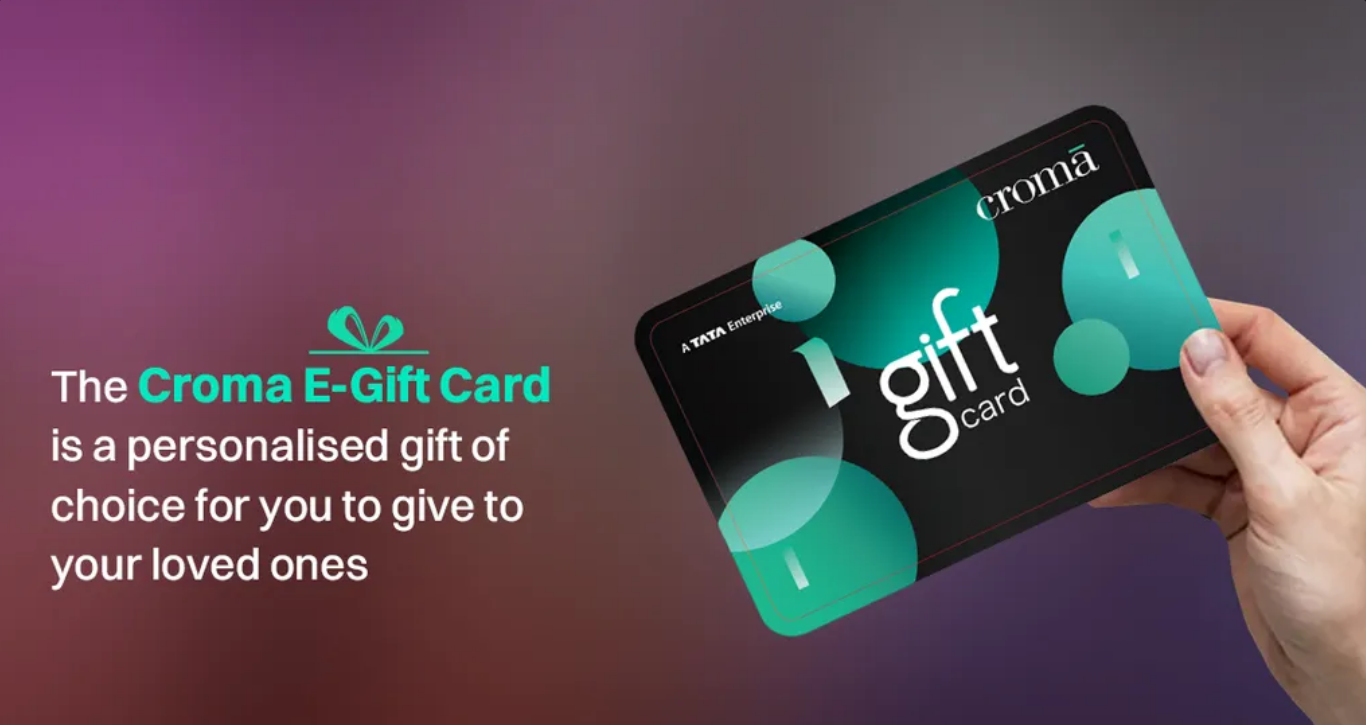 The Croma E-Gift Card
is a personalised gift of
choice for you to give to
your loved ones
cromā
A TATA Enterprise
gift
card